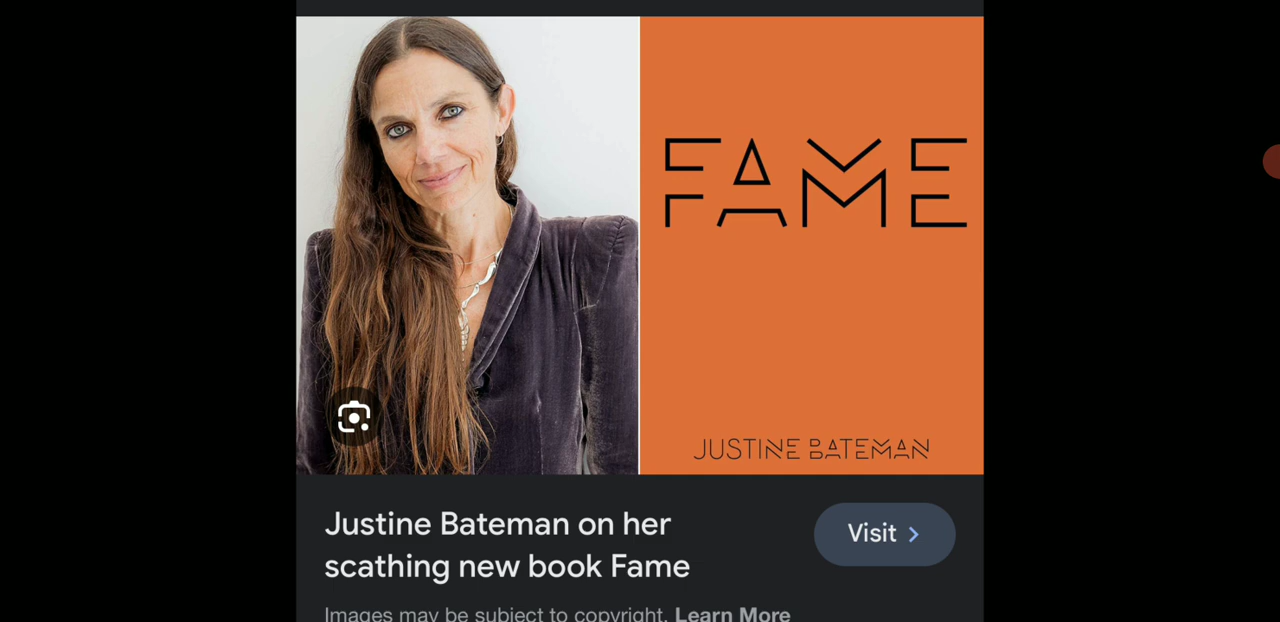 FAME
JUSTINE BATEMAN
Justine Bateman on her
scathing new book Fame
Visit
Images may be subject to copyright. Learn More